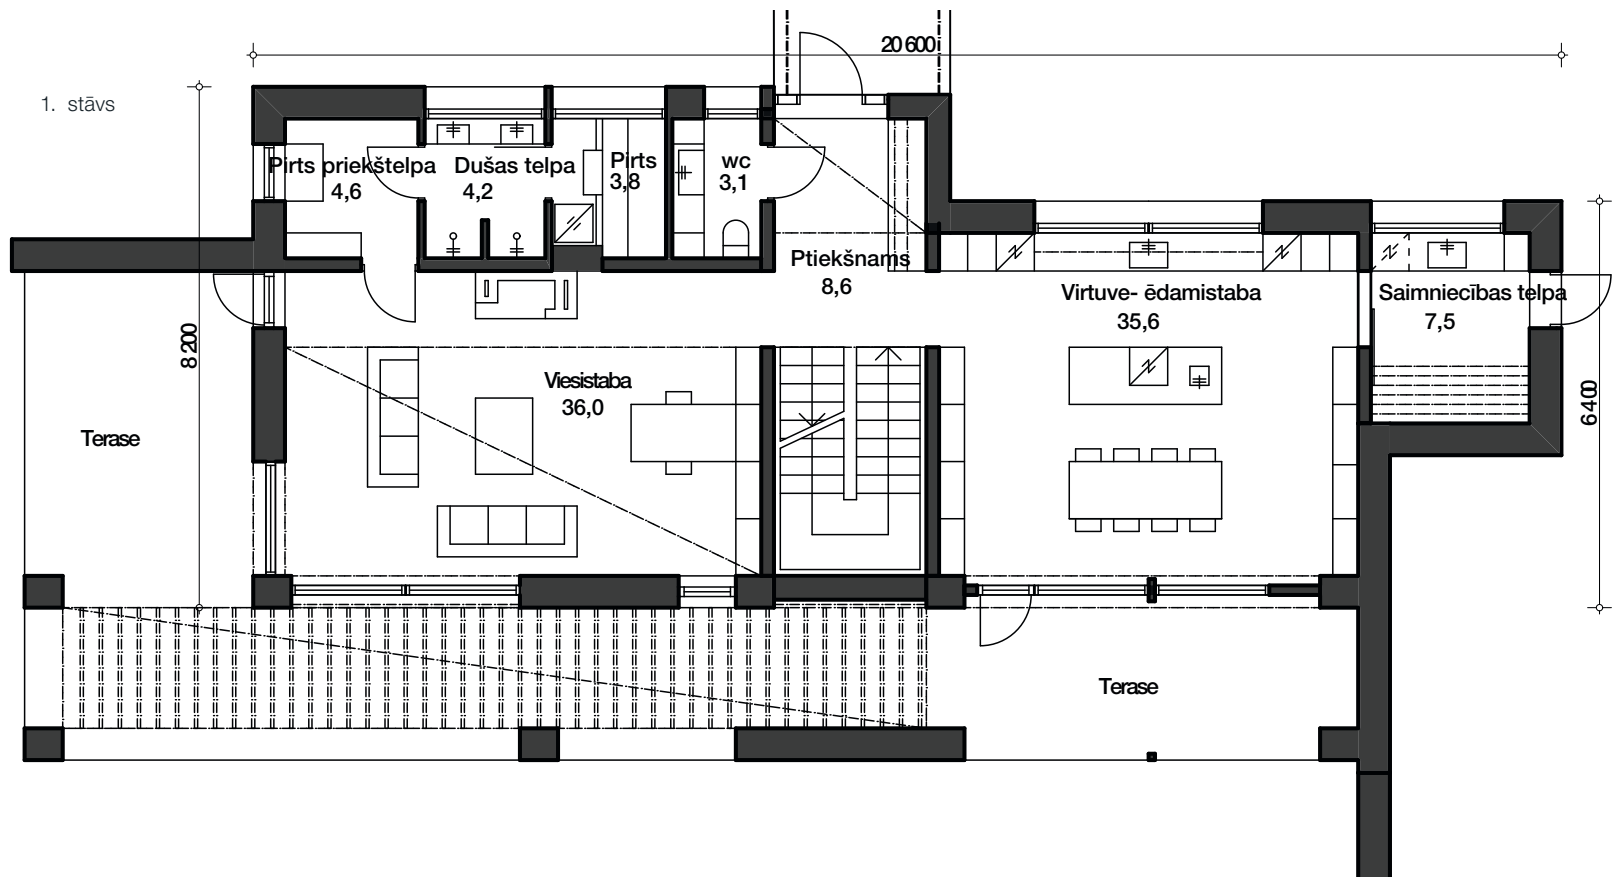 20 600
1. stāvs
Pirts priekštelpa
4,6
Dušas telpa
4,2
Pirts
3,8
wc
3,1
Ptiekšnams
8,6
Virtuve- ēdamistaba
35,6
Saimniecības telpa
7,5
8 200
Viesistaba
36,0
6 400
Terase
Terase